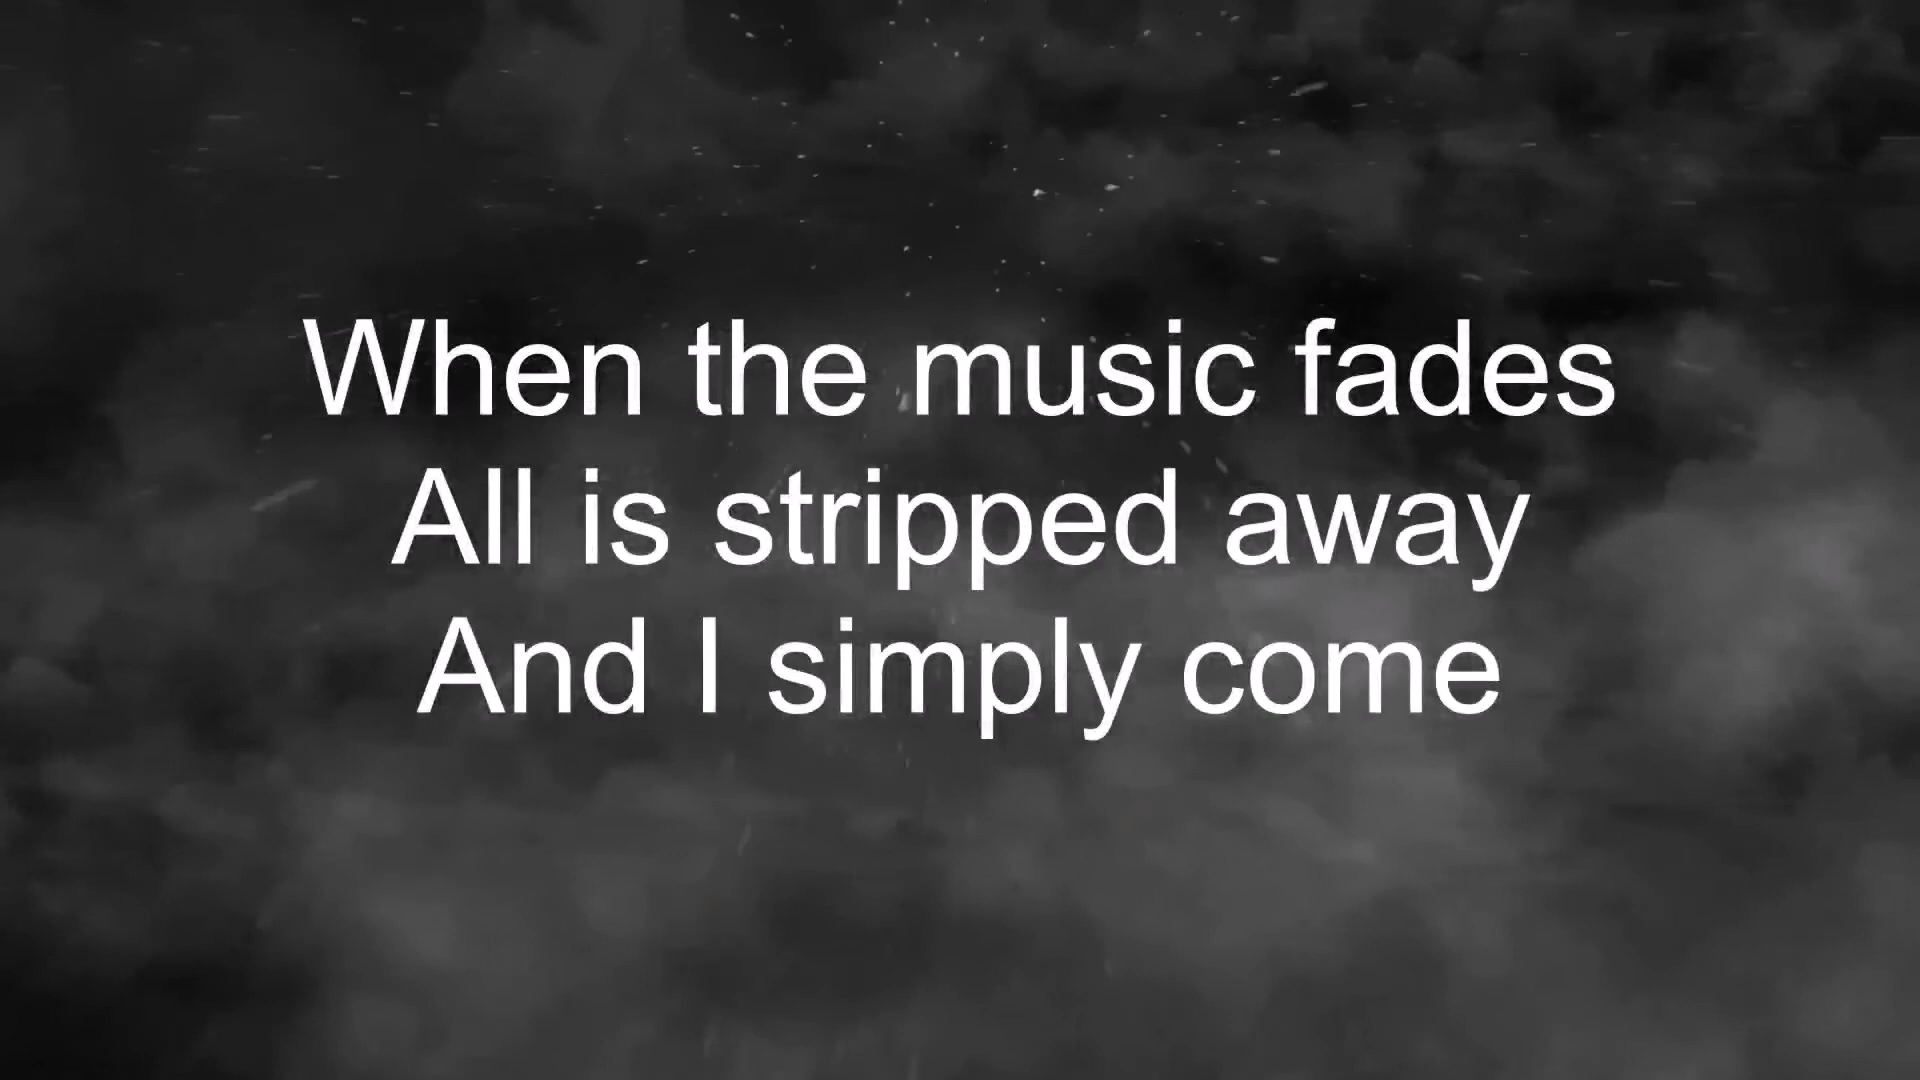 When the music fades
All is stripped away
And I simply come